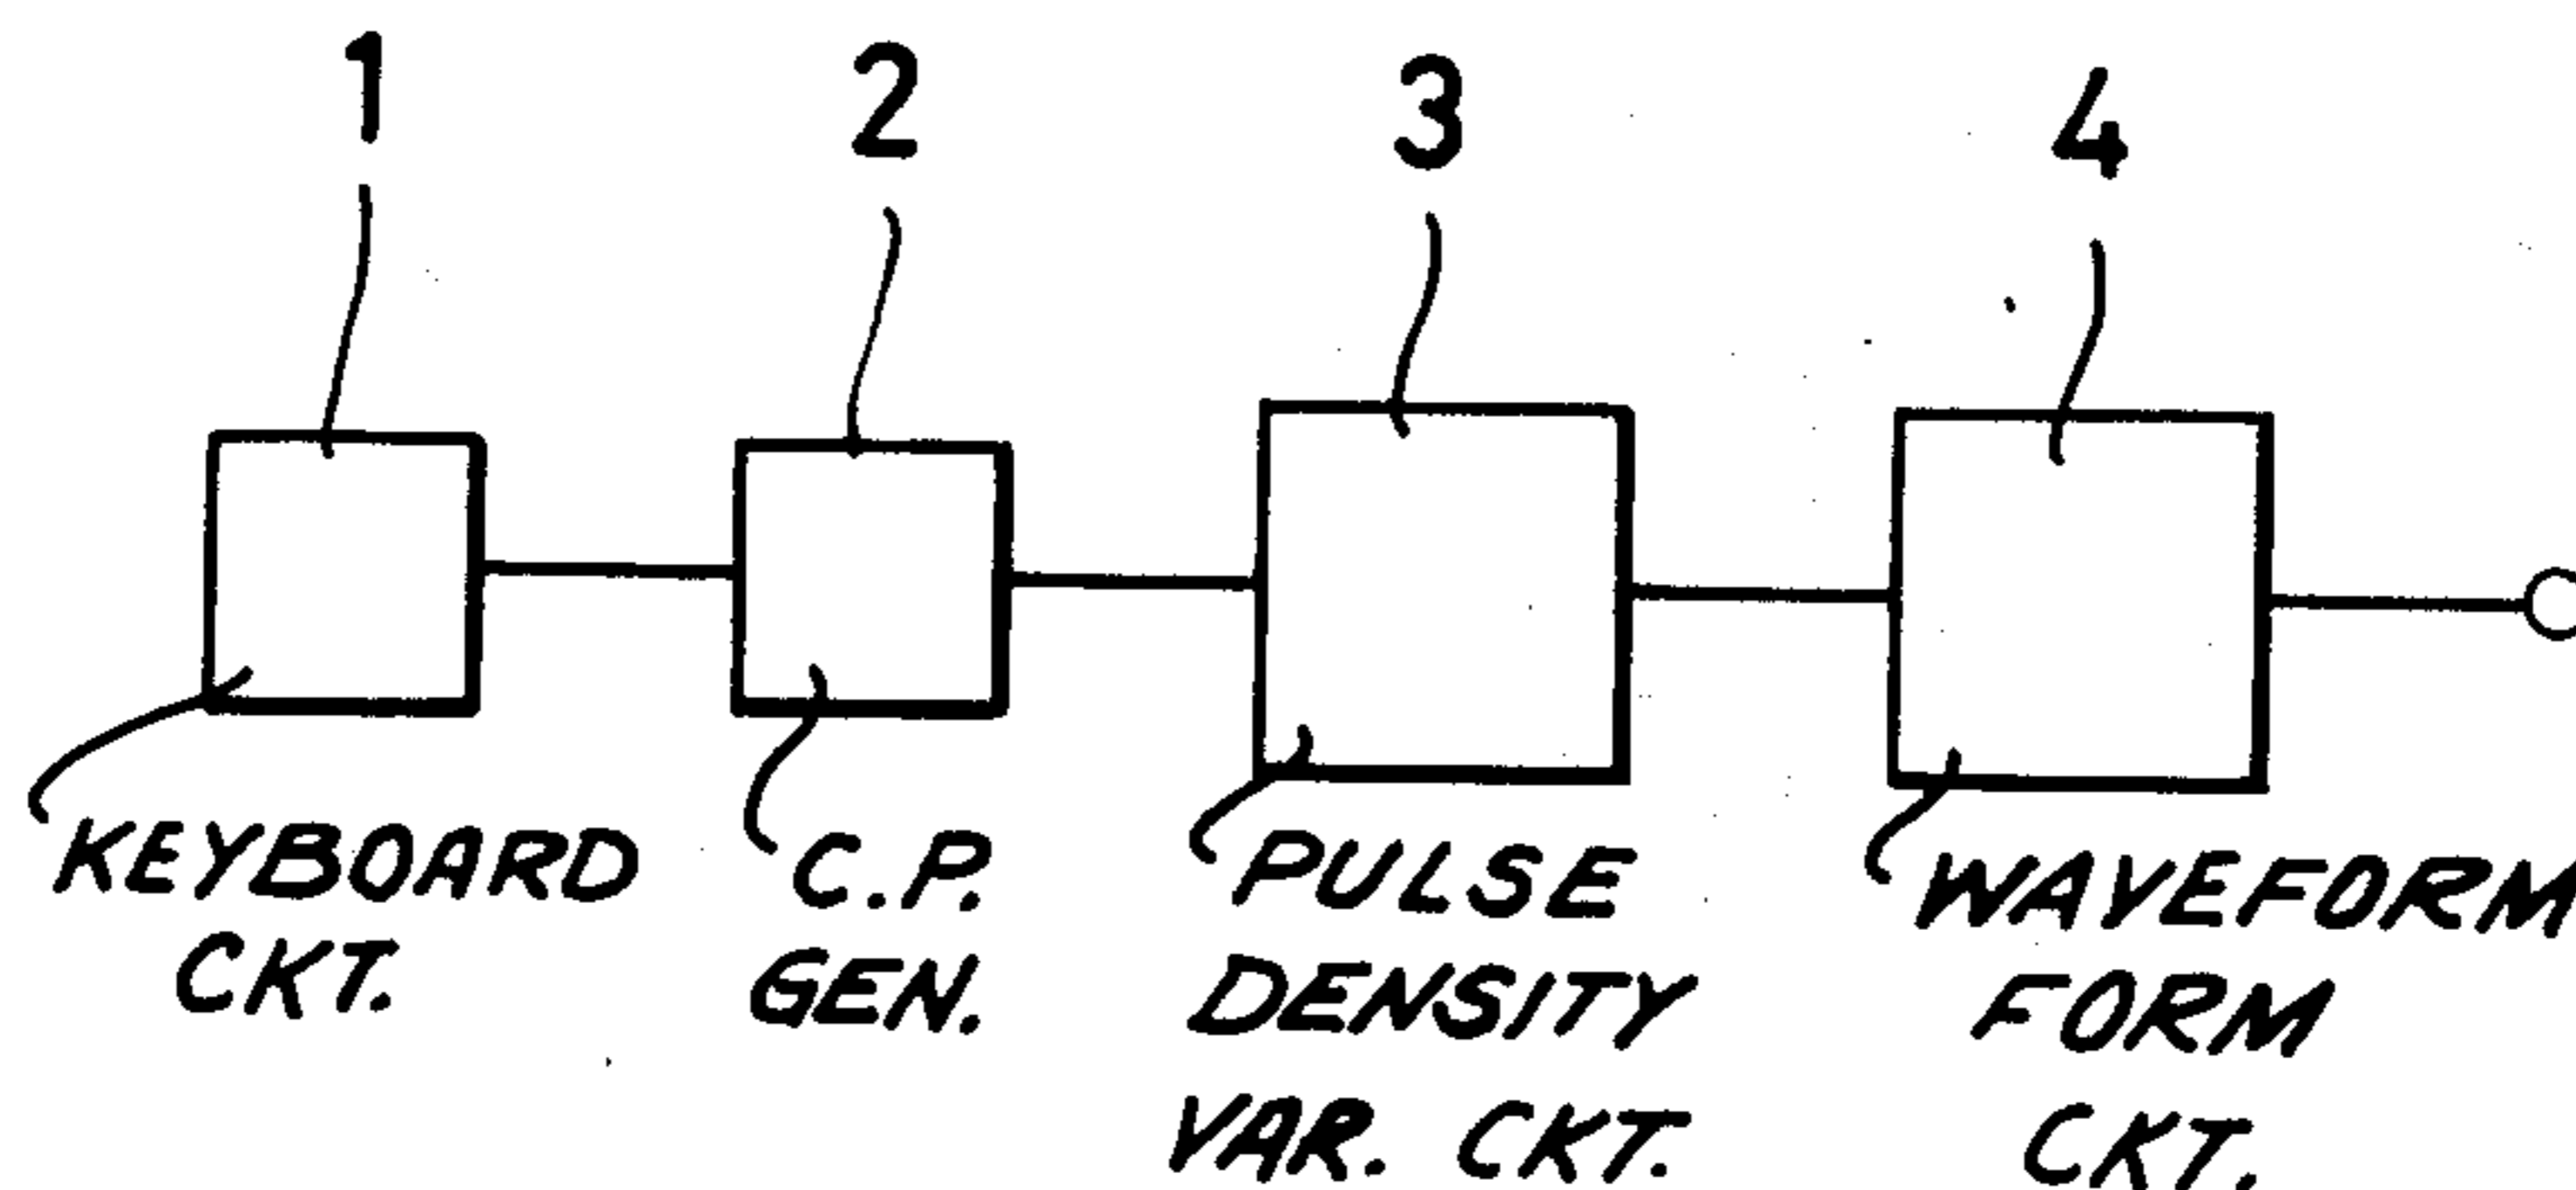 1
2
3
4
KEYBOARD
CKT.
C.P.
GEN.
PULSE
DENSITY
VAR. CKT.
WAVEFORM
FORM
CKT.